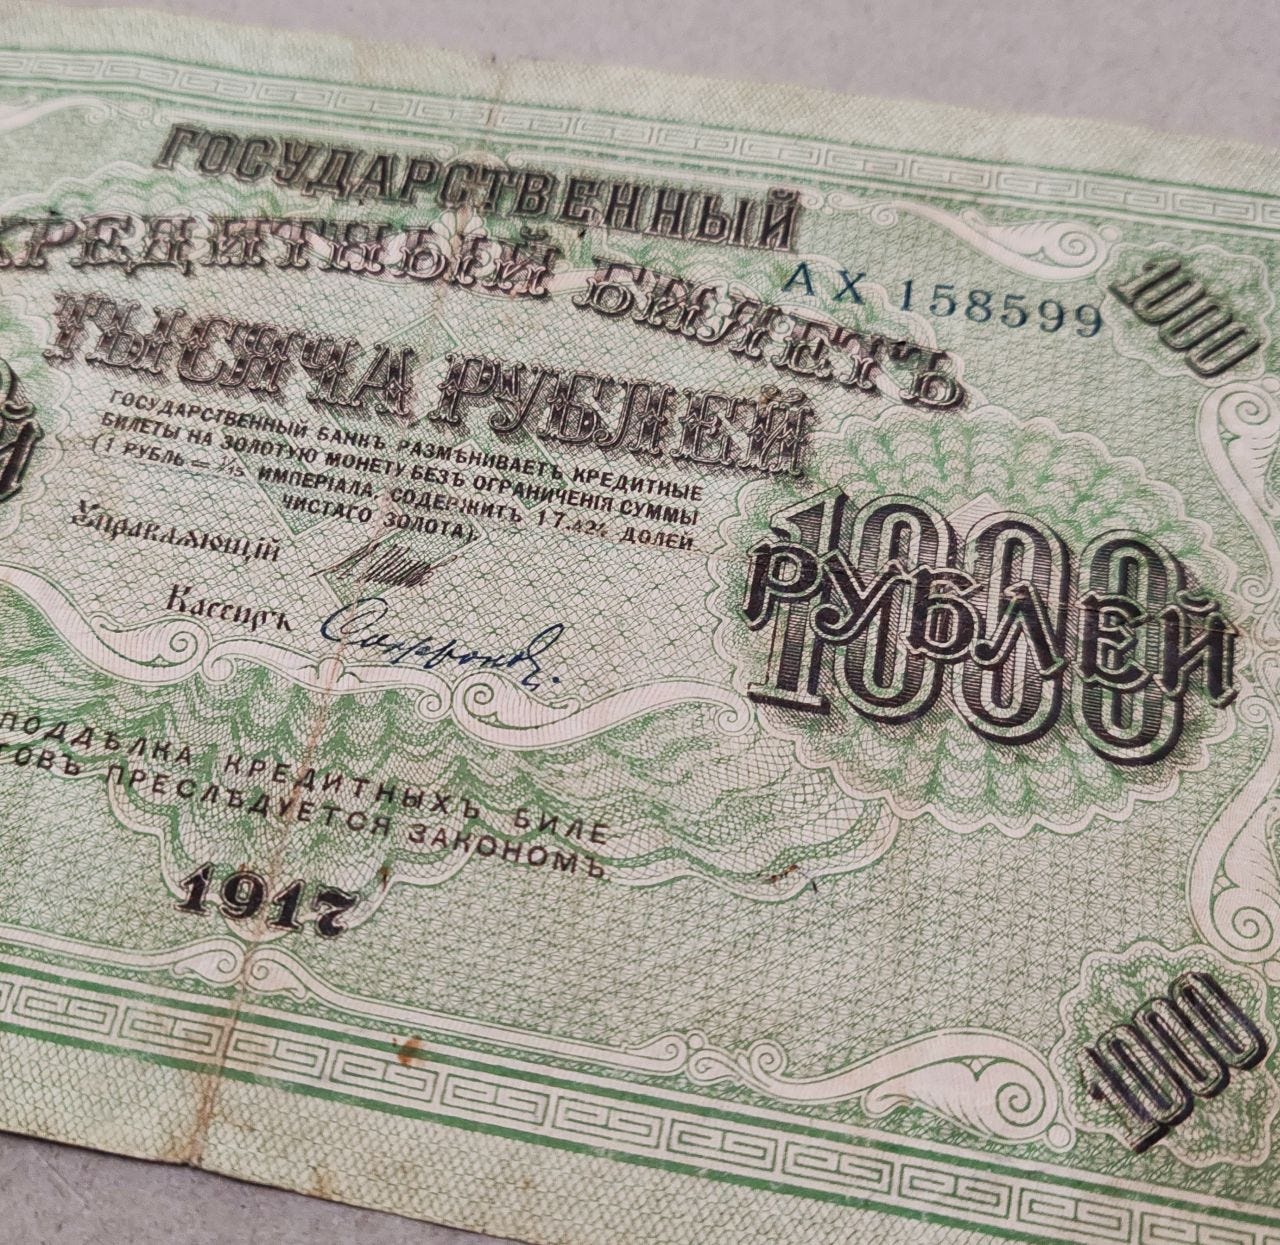 ГОСУДАРСТВЕННЫЙ
КРЕДИТНЫЙ БИЛЕТЪ
АХ 158599
1000
ТЫСЯЧА РУБЛЕЙ
ГОСУДАРСТВЕННЫЙ БАНКЪ РАЗМѢНИВАЕТЪ КРЕДИТНЫЕ
БИЛЕТЫ НА ЗОЛОТУЮ МОНЕТУ БЕЗЪ ОГРАНИЧЕНІЯ СУММЫ
(1 РУБЛЬ = 1/15 ИМПЕРІАЛА, СОДЕРЖИТЪ 17,424 ДОЛЕЙ
ЧИСТАГО ЗОЛОТА)
1000
РУБЛЕЙ
Управляющій
Кассиръ Сафронов
ПОДДѢЛКА КРЕДИТНЫХЪ БИЛЕ
ТОВЪ ПРЕСЛѢДУЕТСЯ ЗАКОНОМЪ
1917
1000